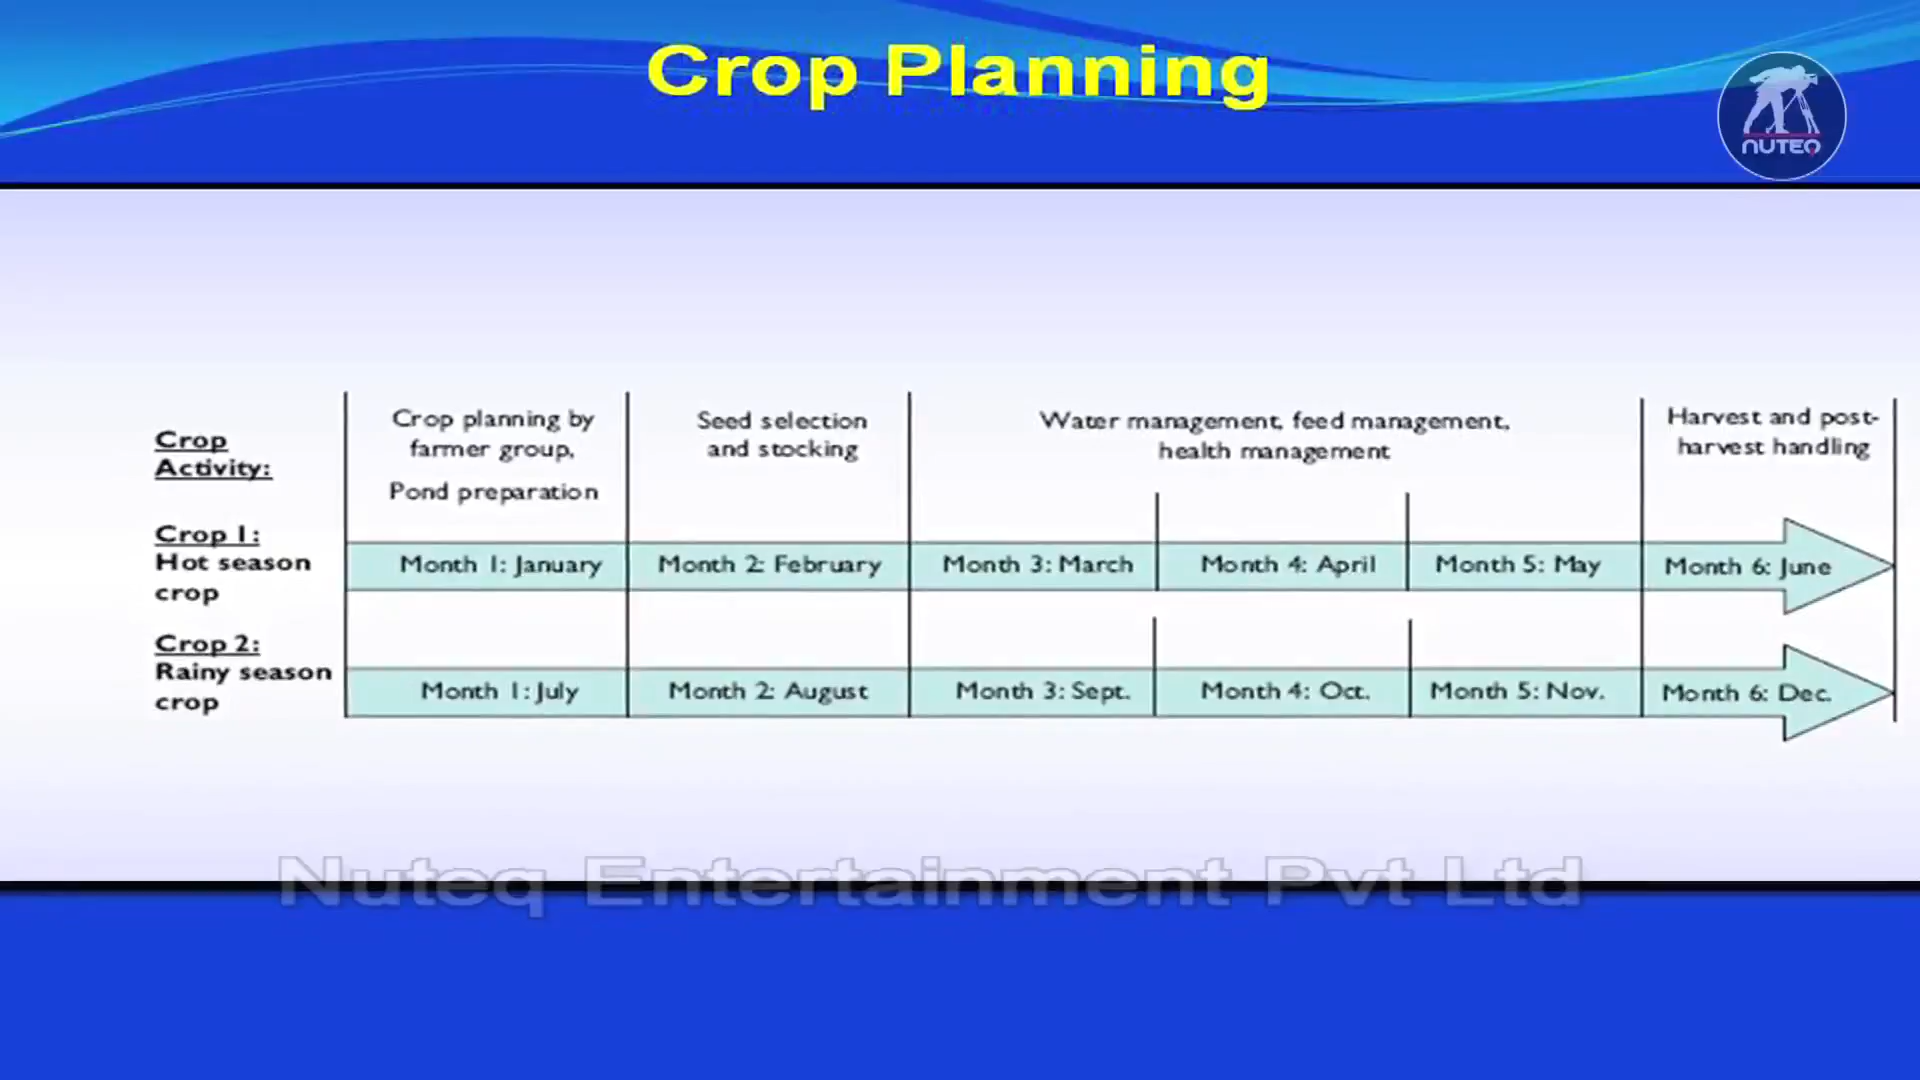 Crop Planning
NUTEQ
Crop
Activity:
Crop planning by
farmer group,
Pond preparation
Seed selection
and stocking
Water management, feed management,
health management
Harvest and post-
harvest handling
Crop 1:
Hot season
crop
Month 1: January
Month 2: February
Month 3: March
Month 4: April
Month 5: May
Month 6: June
Crop 2:
Rainy season
crop
Month 1: July
Month 2: August
Month 3: Sept.
Month 4: Oct.
Month 5: Nov.
Month 6: Dec.
Nuteq Entertainment Pvt Ltd